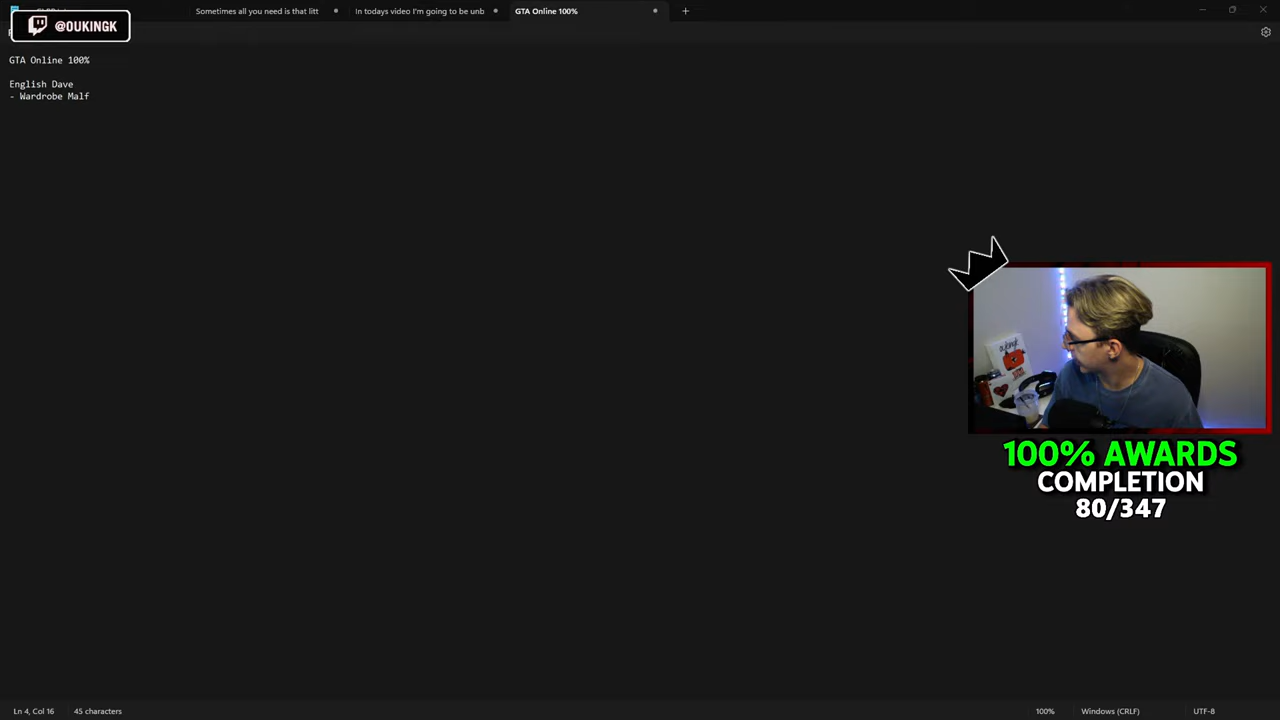 @OUKINGK
Sometimes all you need is that litt
In todays video I'm going to be unb
GTA Online 100%
GTA Online 100%
English Dave
- Wardrobe Malf
100% AWARDS
COMPLETION
80/347
Ln 4, Col 16
45 characters
100%
Windows (CRLF)
UTF-8